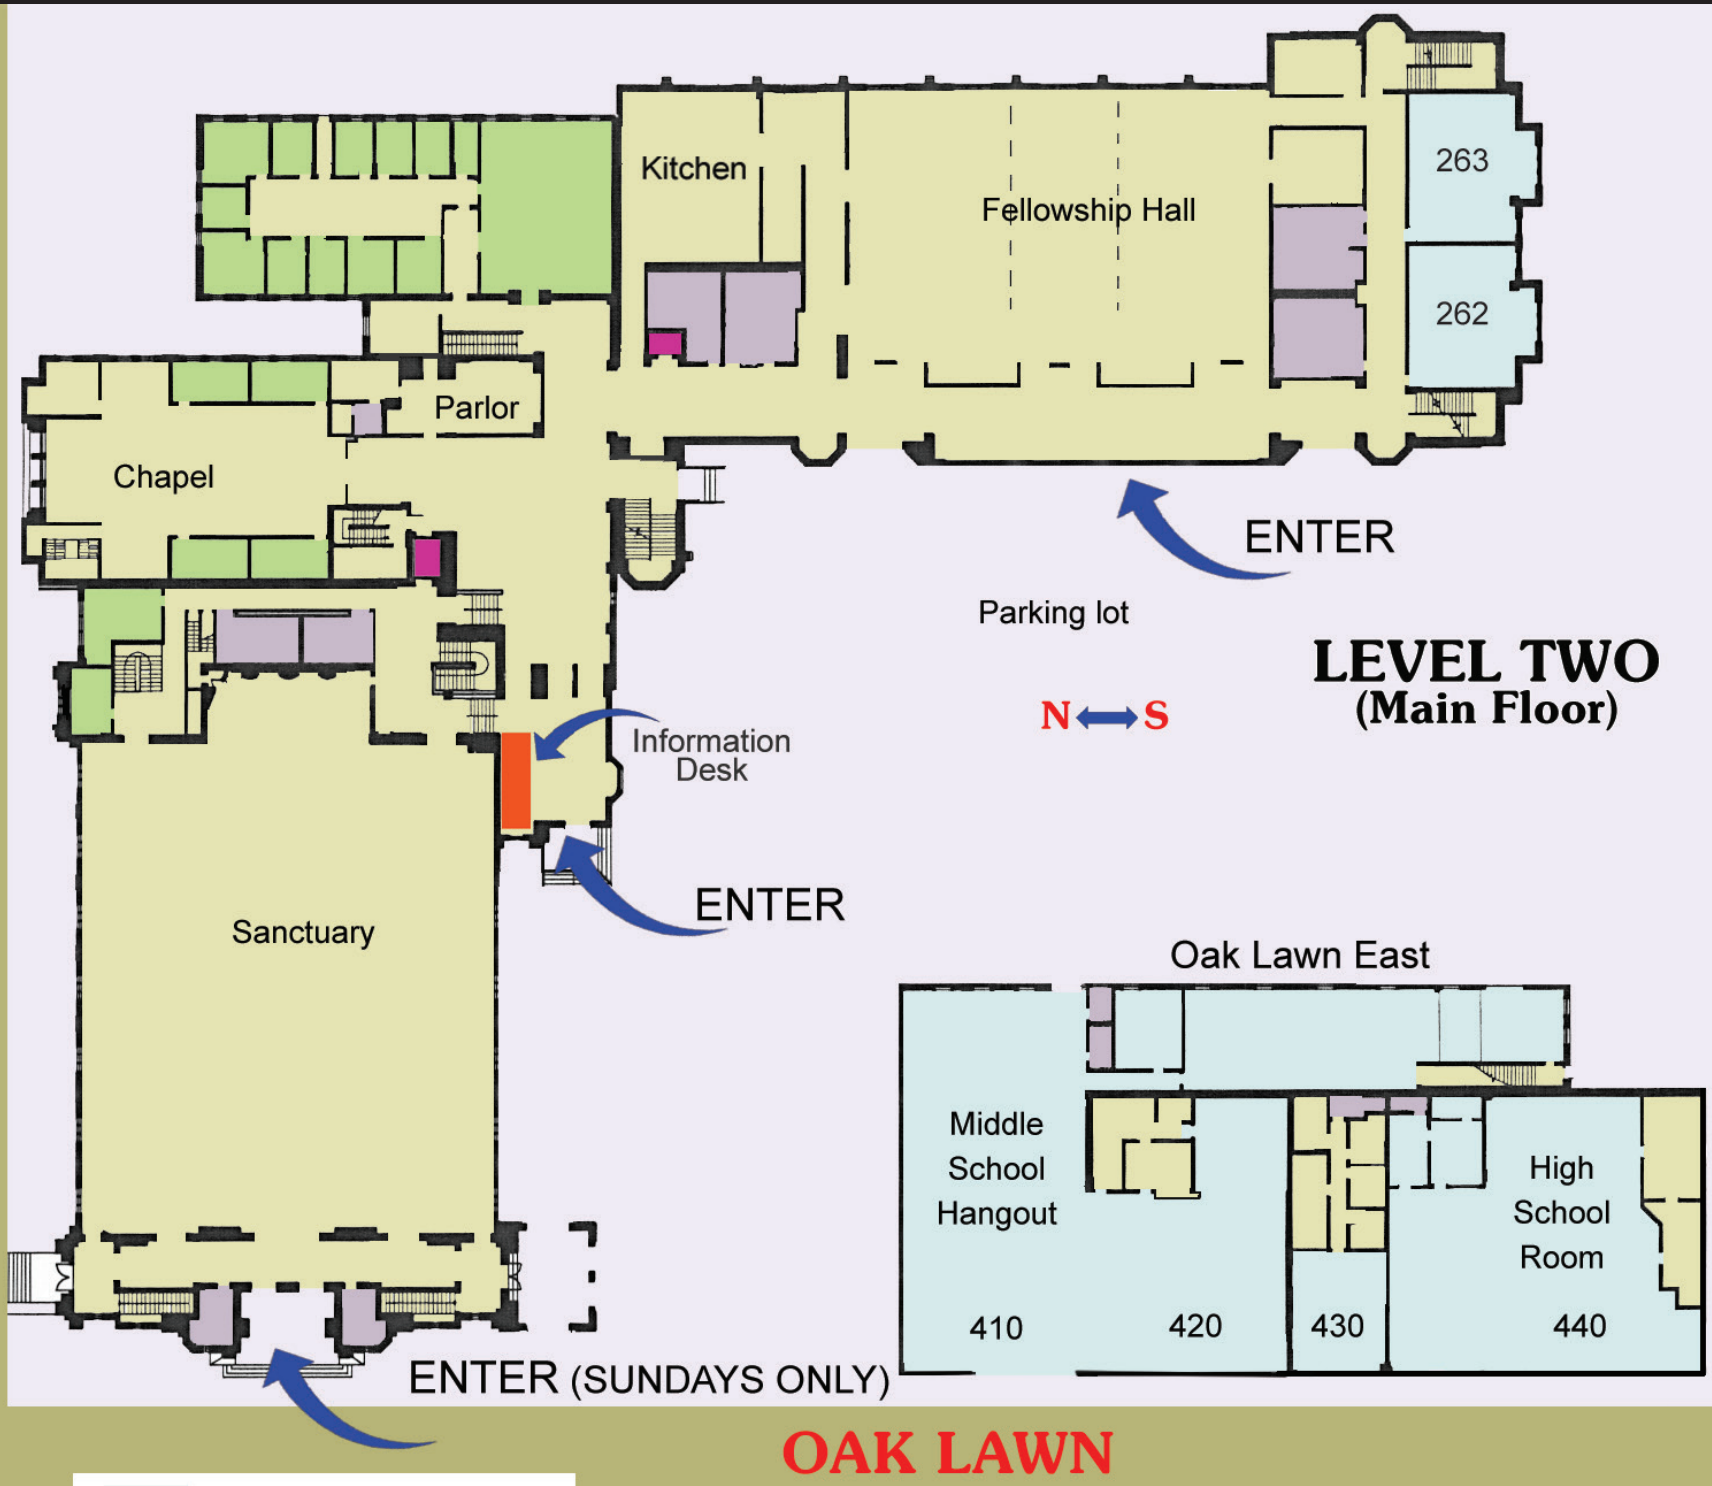 263
Kitchen
Fellowship Hall
262
Parlor
Chapel
ENTER
Parking lot
LEVEL TWO
(Main Floor)
N S
Information
Desk
ENTER
Sanctuary
Oak Lawn East
Middle
School
Hangout
High
School
Room
410
420
430
440
ENTER (SUNDAYS ONLY)
OAK LAWN